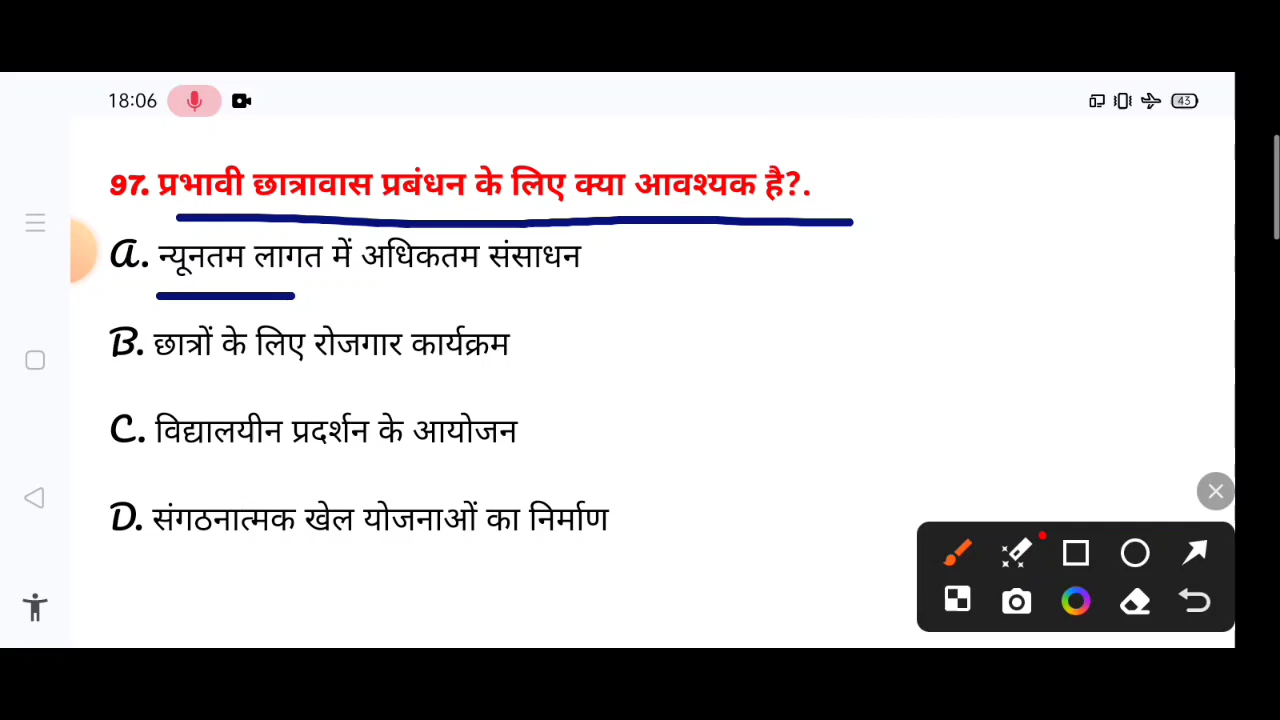 18:06
43
97. प्रभावी छात्रावास प्रबंधन के लिए क्या आवश्यक है?.
A. न्यूनतम लागत में अधिकतम संसाधन
B. छात्रों के लिए रोजगार कार्यक्रम
C. विद्यालयीन प्रदर्शन के आयोजन
D. संगठनात्मक खेल योजनाओं का निर्माण